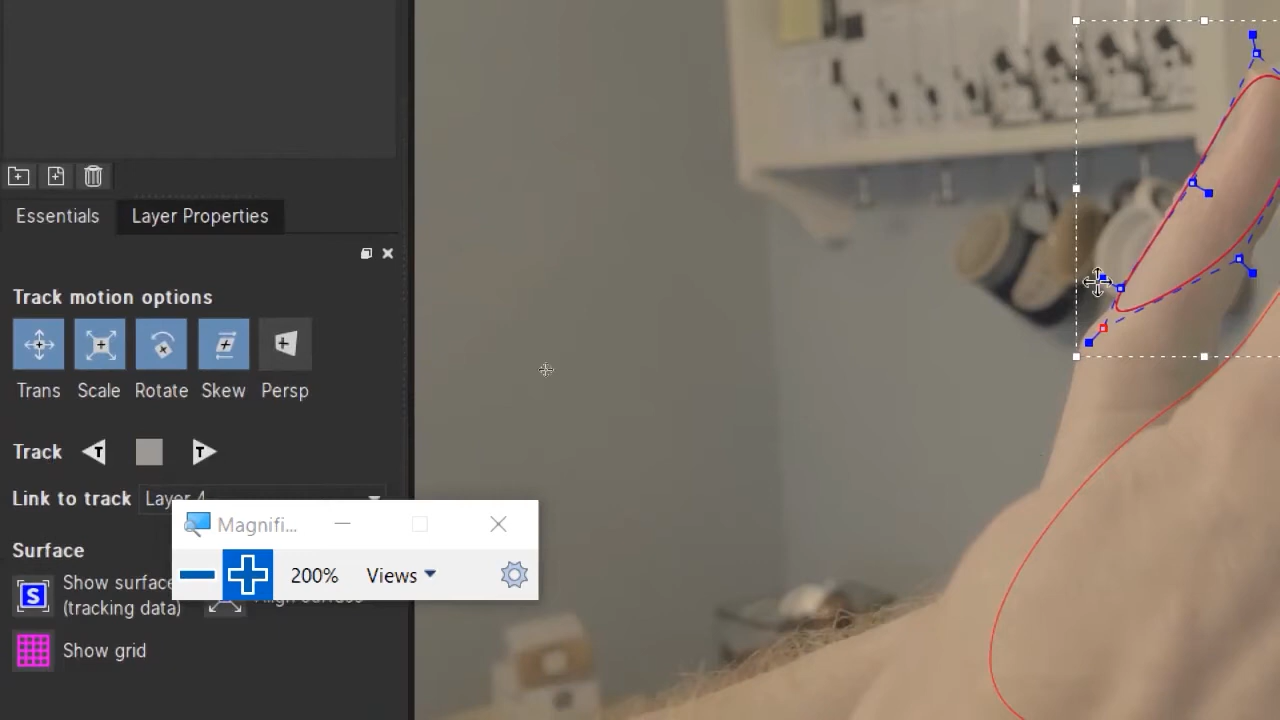 Essentials
Layer Properties
Track motion options
Trans
Scale
Rotate
Skew
Persp
Track
T
T
Link to track
Layer 4
Magnifi...
200%
Views
Surface
S
Show surface
(tracking data)
Show grid